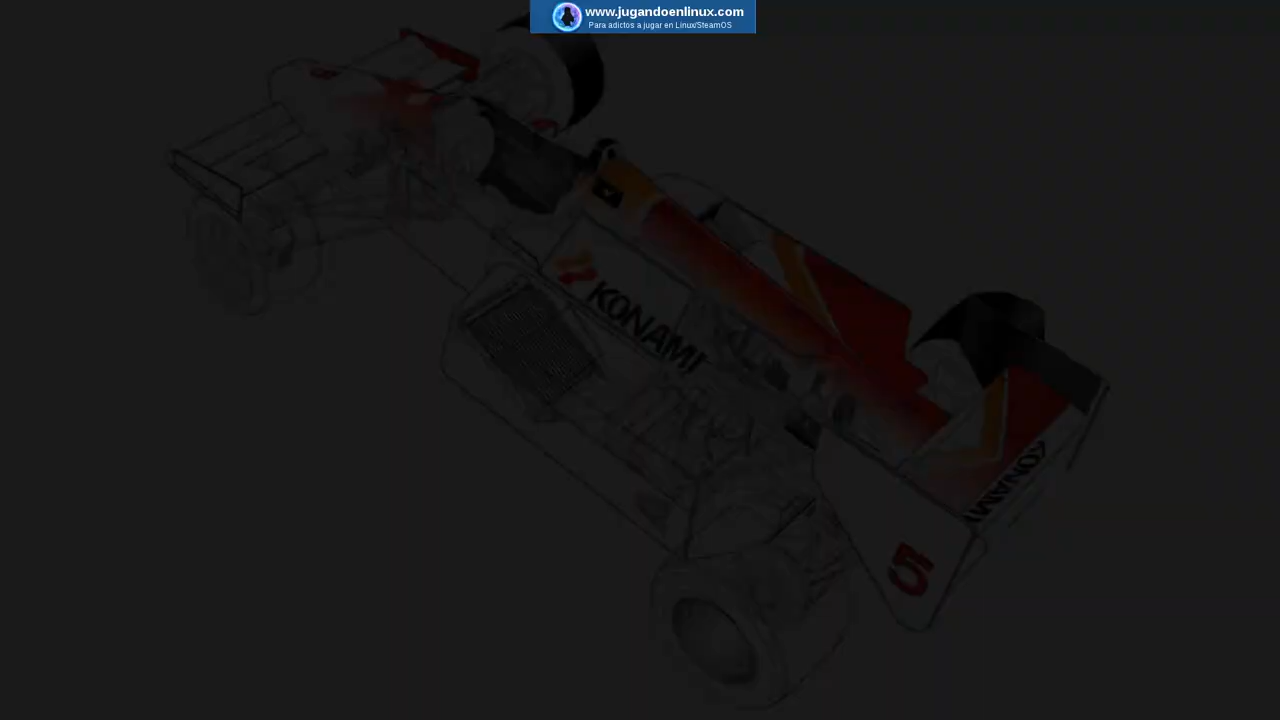 www.jugandoenlinux.com
Para adictos a jugar en Linux/SteamOS
KONAMI
KONAMI
5